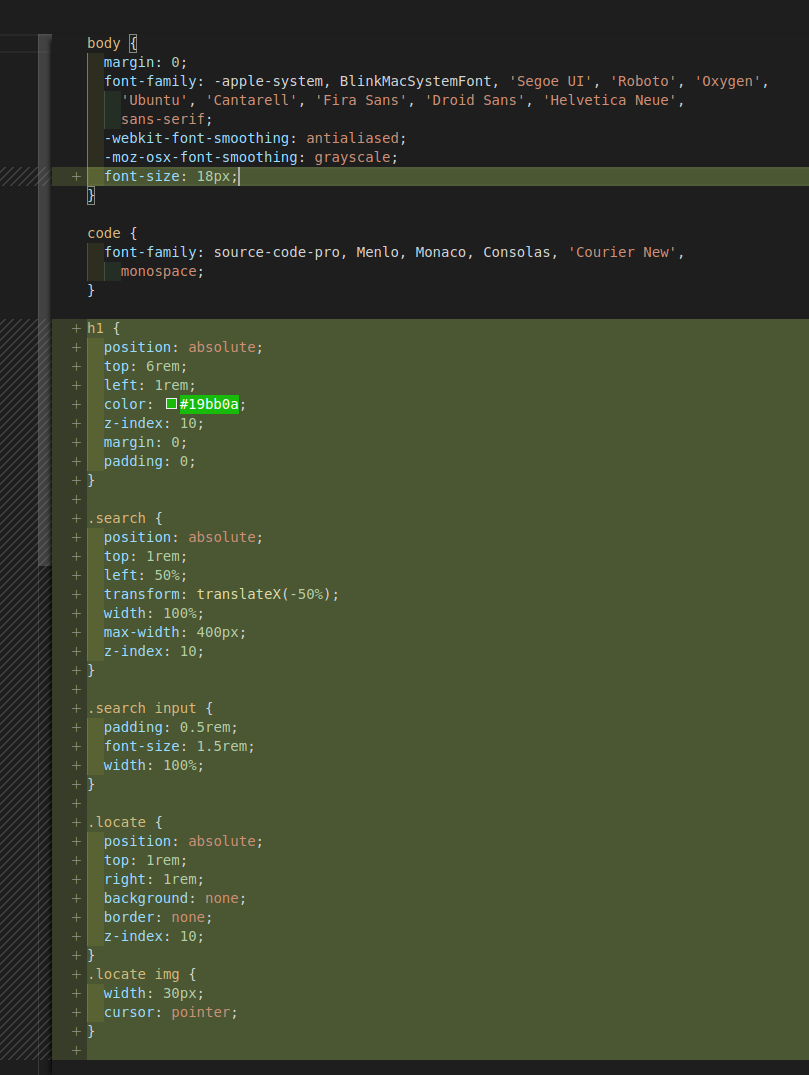 body {
  margin: 0;
  font-family: -apple-system, BlinkMacSystemFont, 'Segoe UI', 'Roboto', 'Oxygen',
    'Ubuntu', 'Cantarell', 'Fira Sans', 'Droid Sans', 'Helvetica Neue',
    sans-serif;
  -webkit-font-smoothing: antialiased;
  -moz-osx-font-smoothing: grayscale;
+ font-size: 18px;
}

code {
  font-family: source-code-pro, Menlo, Monaco, Consolas, 'Courier New',
    monospace;
}

+ h1 {
+   position: absolute;
+   top: 6rem;
+   left: 1rem;
+   color: #19bb0a;
+   z-index: 10;
+   margin: 0;
+   padding: 0;
+ }
+
+ .search {
+   position: absolute;
+   top: 1rem;
+   left: 50%;
+   transform: translateX(-50%);
+   width: 100%;
+   max-width: 400px;
+   z-index: 10;
+ }
+
+ .search input {
+   padding: 0.5rem;
+   font-size: 1.5rem;
+   width: 100%;
+ }
+
+ .locate {
+   position: absolute;
+   top: 1rem;
+   right: 1rem;
+   background: none;
+   border: none;
+   z-index: 10;
+ }
+ .locate img {
+   width: 30px;
+   cursor: pointer;
+ }
+